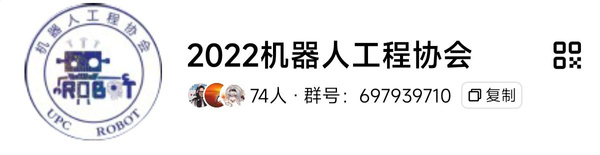 机器人工程协会
ROBOT
UPC ROBOT
2022机器人工程协会
74人 · 群号：697939710 复制